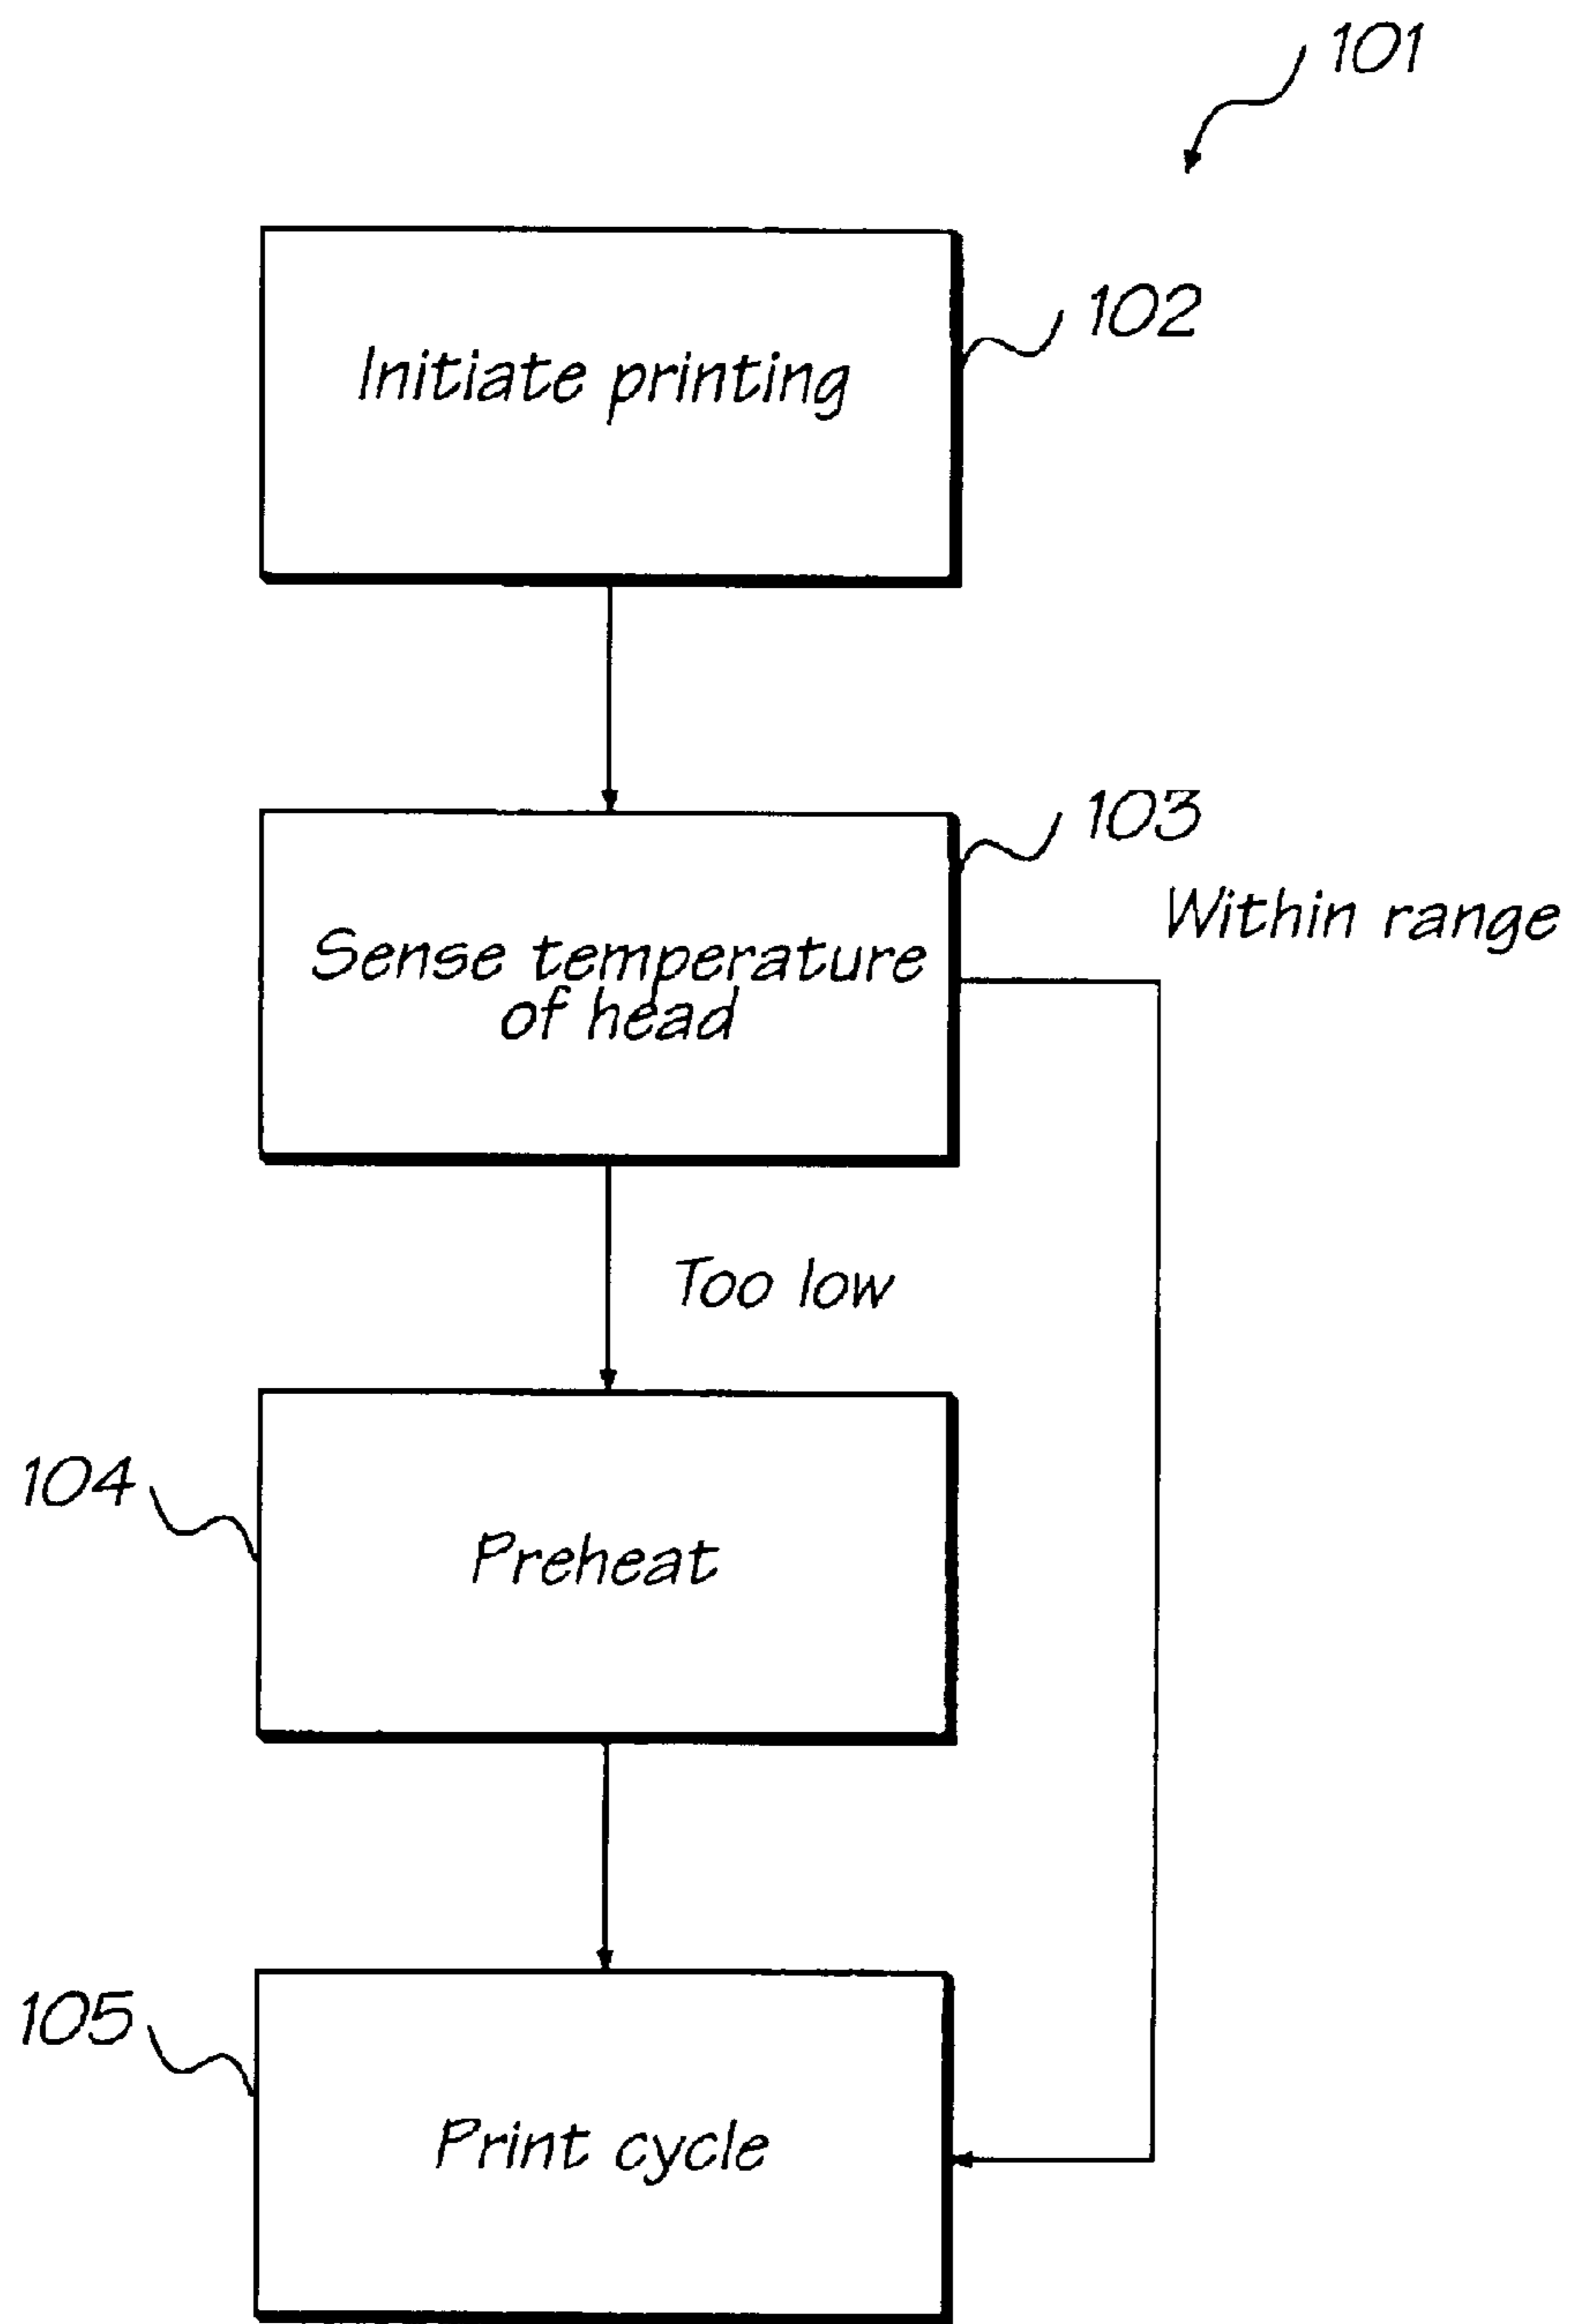 101
Initiate printing
102
103
Within range
Sense temperature
of head
Too low
104
Preheat
105
Print cycle